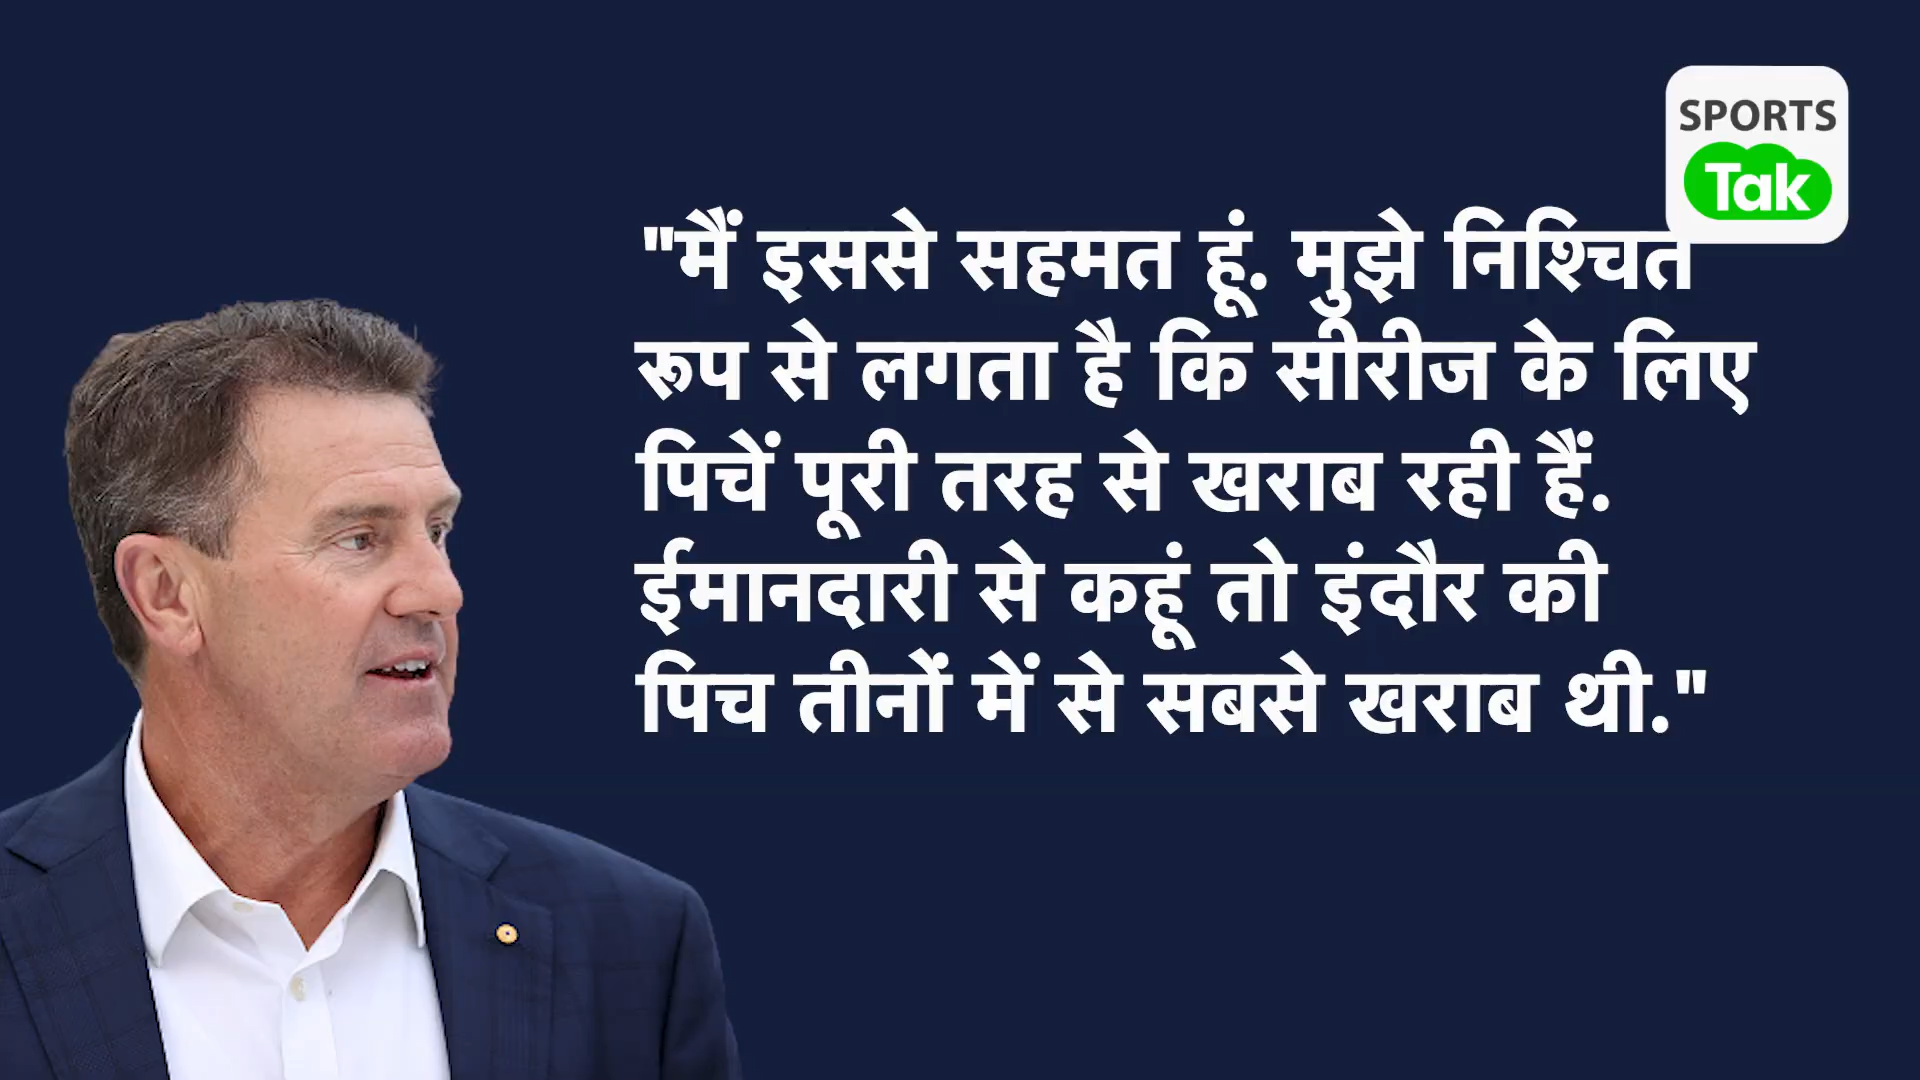 SPORTS
Tak
"मैं इससे सहमत हूं. मुझे निश्चित
रूप से लगता है कि सीरीज के लिए
पिचें पूरी तरह से खराब रही हैं.
ईमानदारी से कहूं तो इंदौर की
पिच तीनों में से सबसे खराब थी."